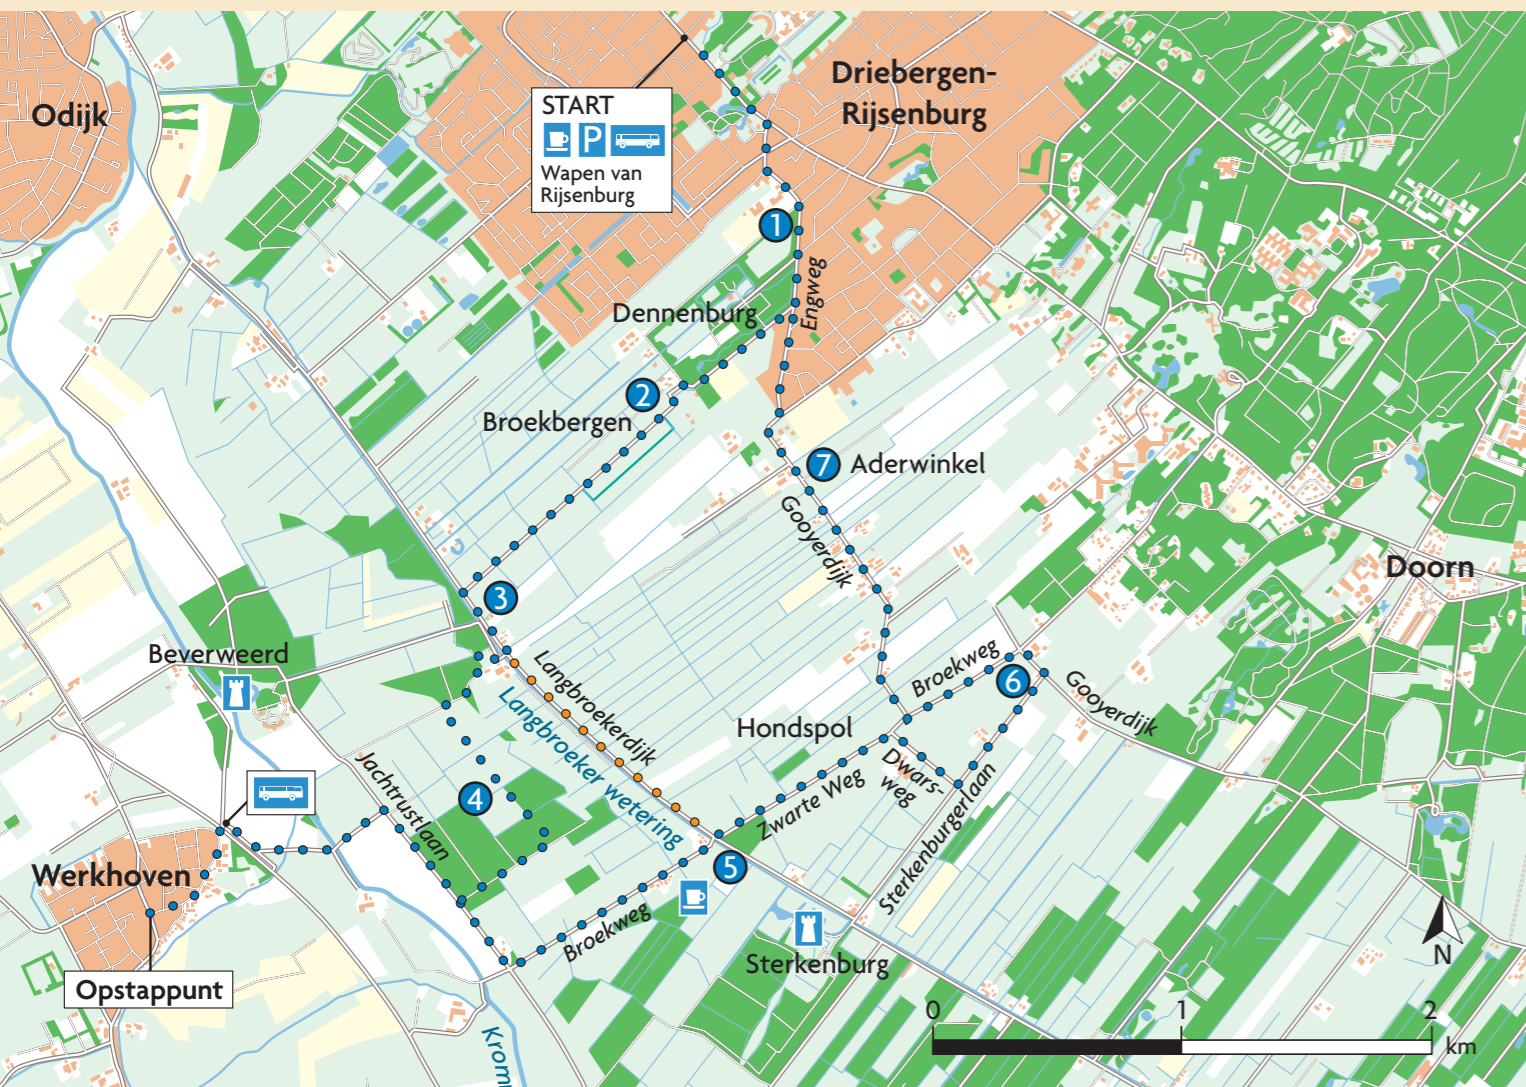 Odijk
START
P
Wapen van
Rijsenburg
Driebergen-
Rijsenburg
1
Engweg
Dennenburg
2
Broekbergen
7
Aderwinkel
Gooyerdijk
Doorn
3
Beverweerd
Langbroekerdijk
Langbroeker wetering
Broekweg
6
Gooyerdijk
Hondspol
Jachtrustlaan
4
Dwars-
weg
Zwarte Weg
Sterkenburgerlaan
5
Werkhoven
Broekweg
Sterkenburg
Opstappunt
N
0
1
2
km